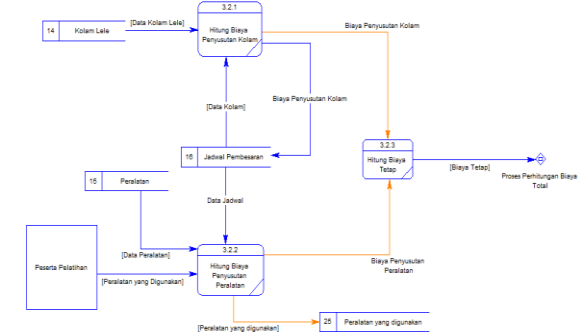 3.2.1
[Data Kolam Lele]
14 Kolam Lele
Hitung Biaya
Penyusutan Kolam
Biaya Penyusutan Kolam
Biaya Penyusutan Kolam
[Data Kolam]
3.2.3
Hitung Biaya
Tetap
[Biaya Tetap]
Proses Perhitungan Biaya
Total
16 Jadwal Pembesaran
15 Peralatan
Data Jadwal
3.2.2
Hitung Biaya
Penyusutan
Peralatan
[Data Peralatan]
Peserta Pelatihan
[Peralatan yang Digunakan]
Biaya Penyusutan
Peralatan
[Peralatan yang digunakan]
25 Peralatan yang digunakan